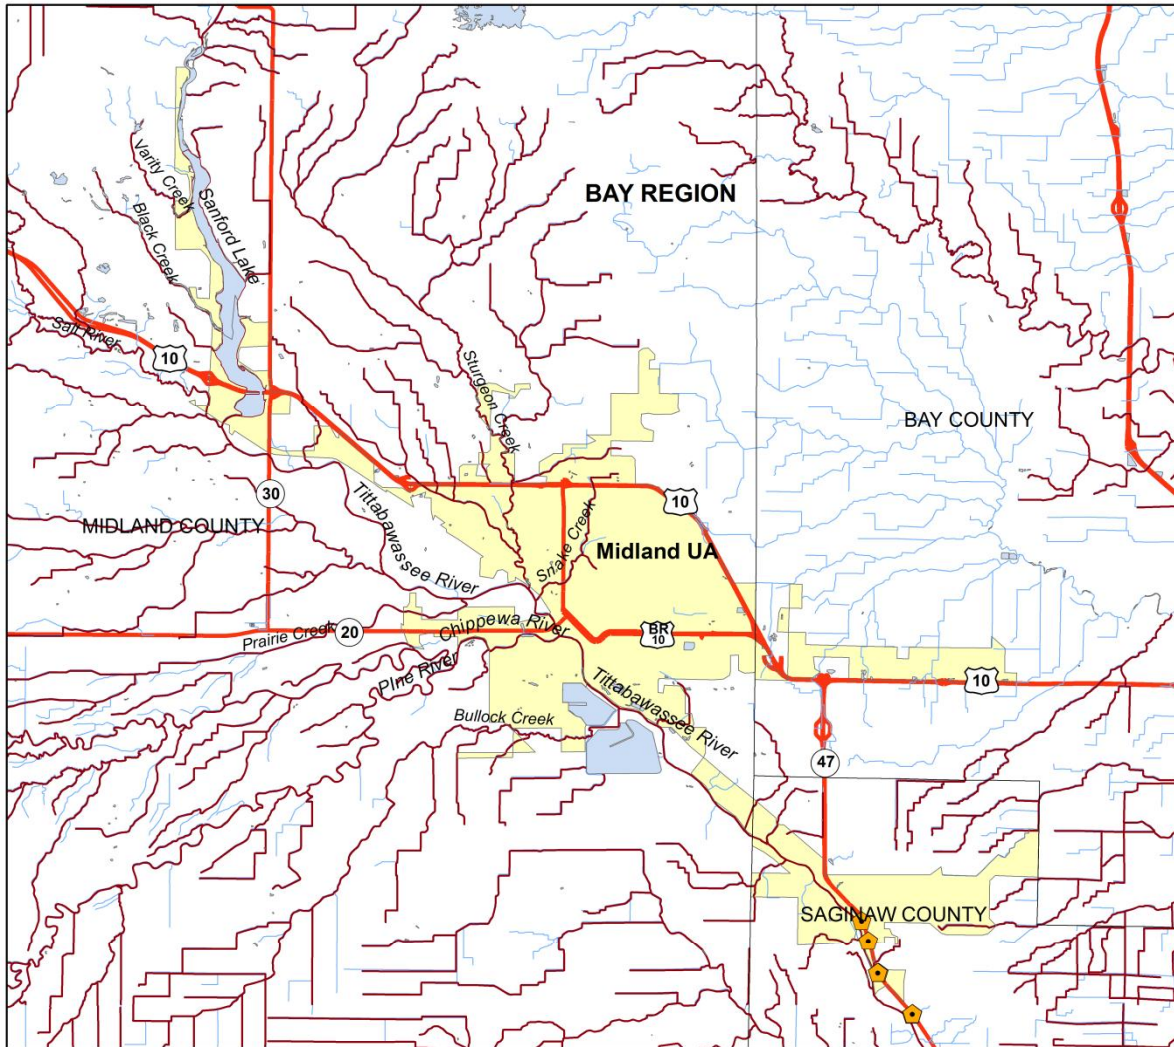 BAY REGION
Varity Creek
Black Creek
Sanford Lake
Salt River
10
Sturgeon Creek
BAY COUNTY
30
MIDLAND COUNTY
Tittabawassee River
10
Snake Creek
Midland UA
Prairie Creek
20
Chippewa River
BR
10
PIne River
Tittabawassee River
10
Bullock Creek
47
SAGINAW COUNTY